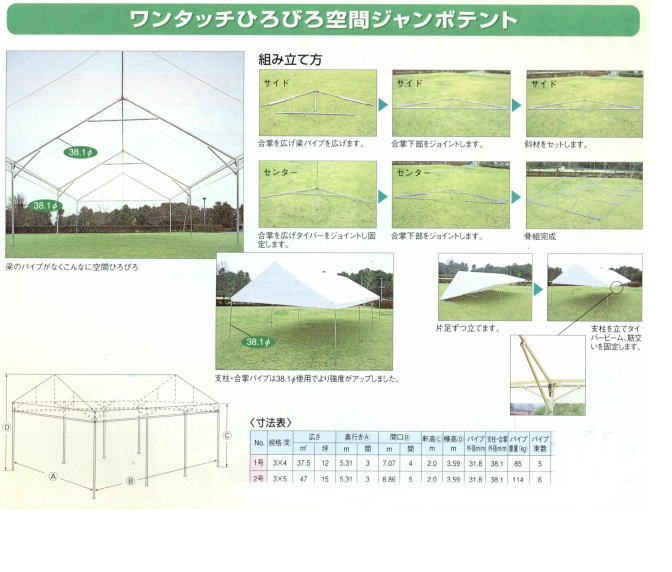 ワンタッチひろびろ空間ジャンボテント
組み立て方
サイド
サイド
サイド
合掌を広げ梁パイプを広げます。
合掌下部をジョイントします。
斜材をセットします。
センター
センター
合掌を広げタイバーをジョイントし固
定します。
合掌下部をジョイントします。
骨組完成
38.1φ
38.1φ
梁のパイプがなくこんなに空間ひろびろ
38.1φ
支柱・合掌パイプは38.1φ使用でより強度がアップしました。
片足ずつ立てます。
支柱を立てタイ
バービーム、筋交
いを固定します。
D
A
B
C
〈寸法表〉
No. 規格(間) 広さ 奥行きⒶ 間口Ⓑ 軒高Ⓒ 棟高Ⓓ パイプ 支柱・合掌 パイプ パイプ
㎡ 坪 m 間 m 間 m m 外径m/m 外径m/m 重量(kg) 束数
1号 3×4 37.5 12 5.31 3 7.07 4 2.0 3.59 31.8 38.1 85 5
2号 3×5 47 15 5.31 3 8.86 5 2.0 3.59 31.8 38.1 114 6